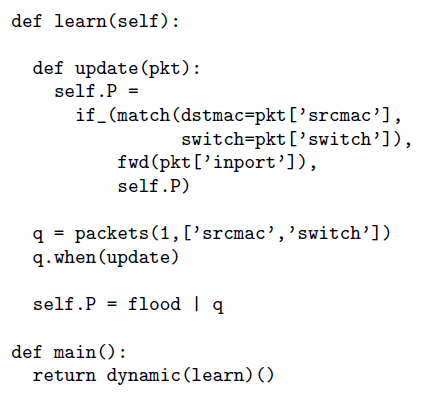 def learn(self):
def update(pkt):
self.P =
if_(match(dstmac=pkt[’srcmac’],
switch=pkt[’switch’]),
fwd(pkt[’inport’]),
self.P)
q = packets(1,[’srcmac’,’switch’])
q.when(update)
self.P = flood | q
def main():
return dynamic(learn)()